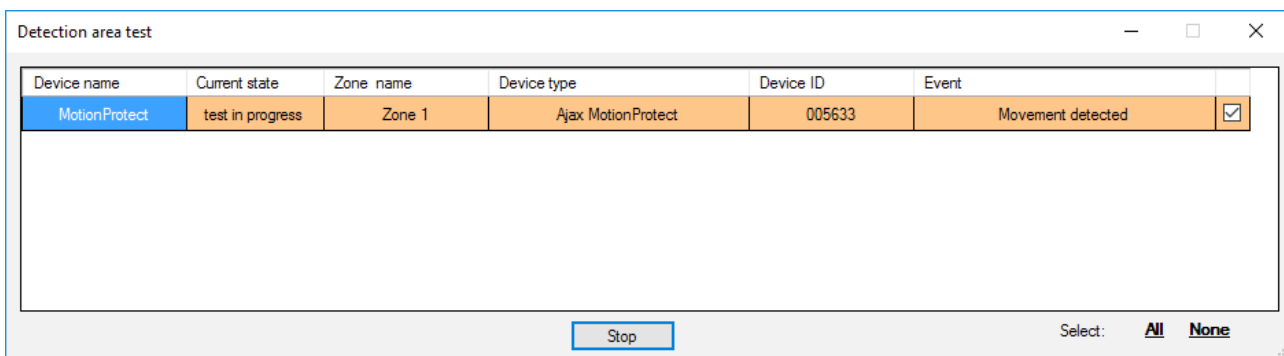 Detection area test
Device name Current state Zone name Device type Device ID Event
MotionProtect test in progress Zone 1 Ajax MotionProtect 005633 Movement detected
Stop Select: All None